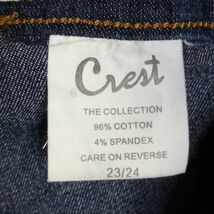 Crest
THE COLLECTION
96% COTTON
4% SPANDEX
CARE ON REVERSE
23/24